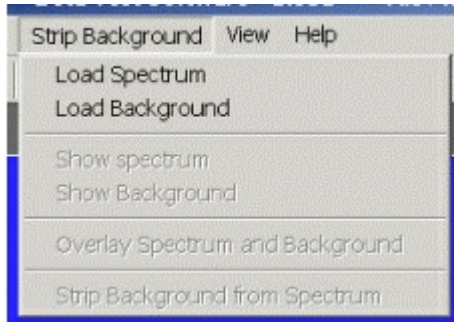 Strip Background View Help
Load Spectrum
Load Background
Show spectrum
Show Background
Overlay Spectrum and Background
Strip Background from Spectrum